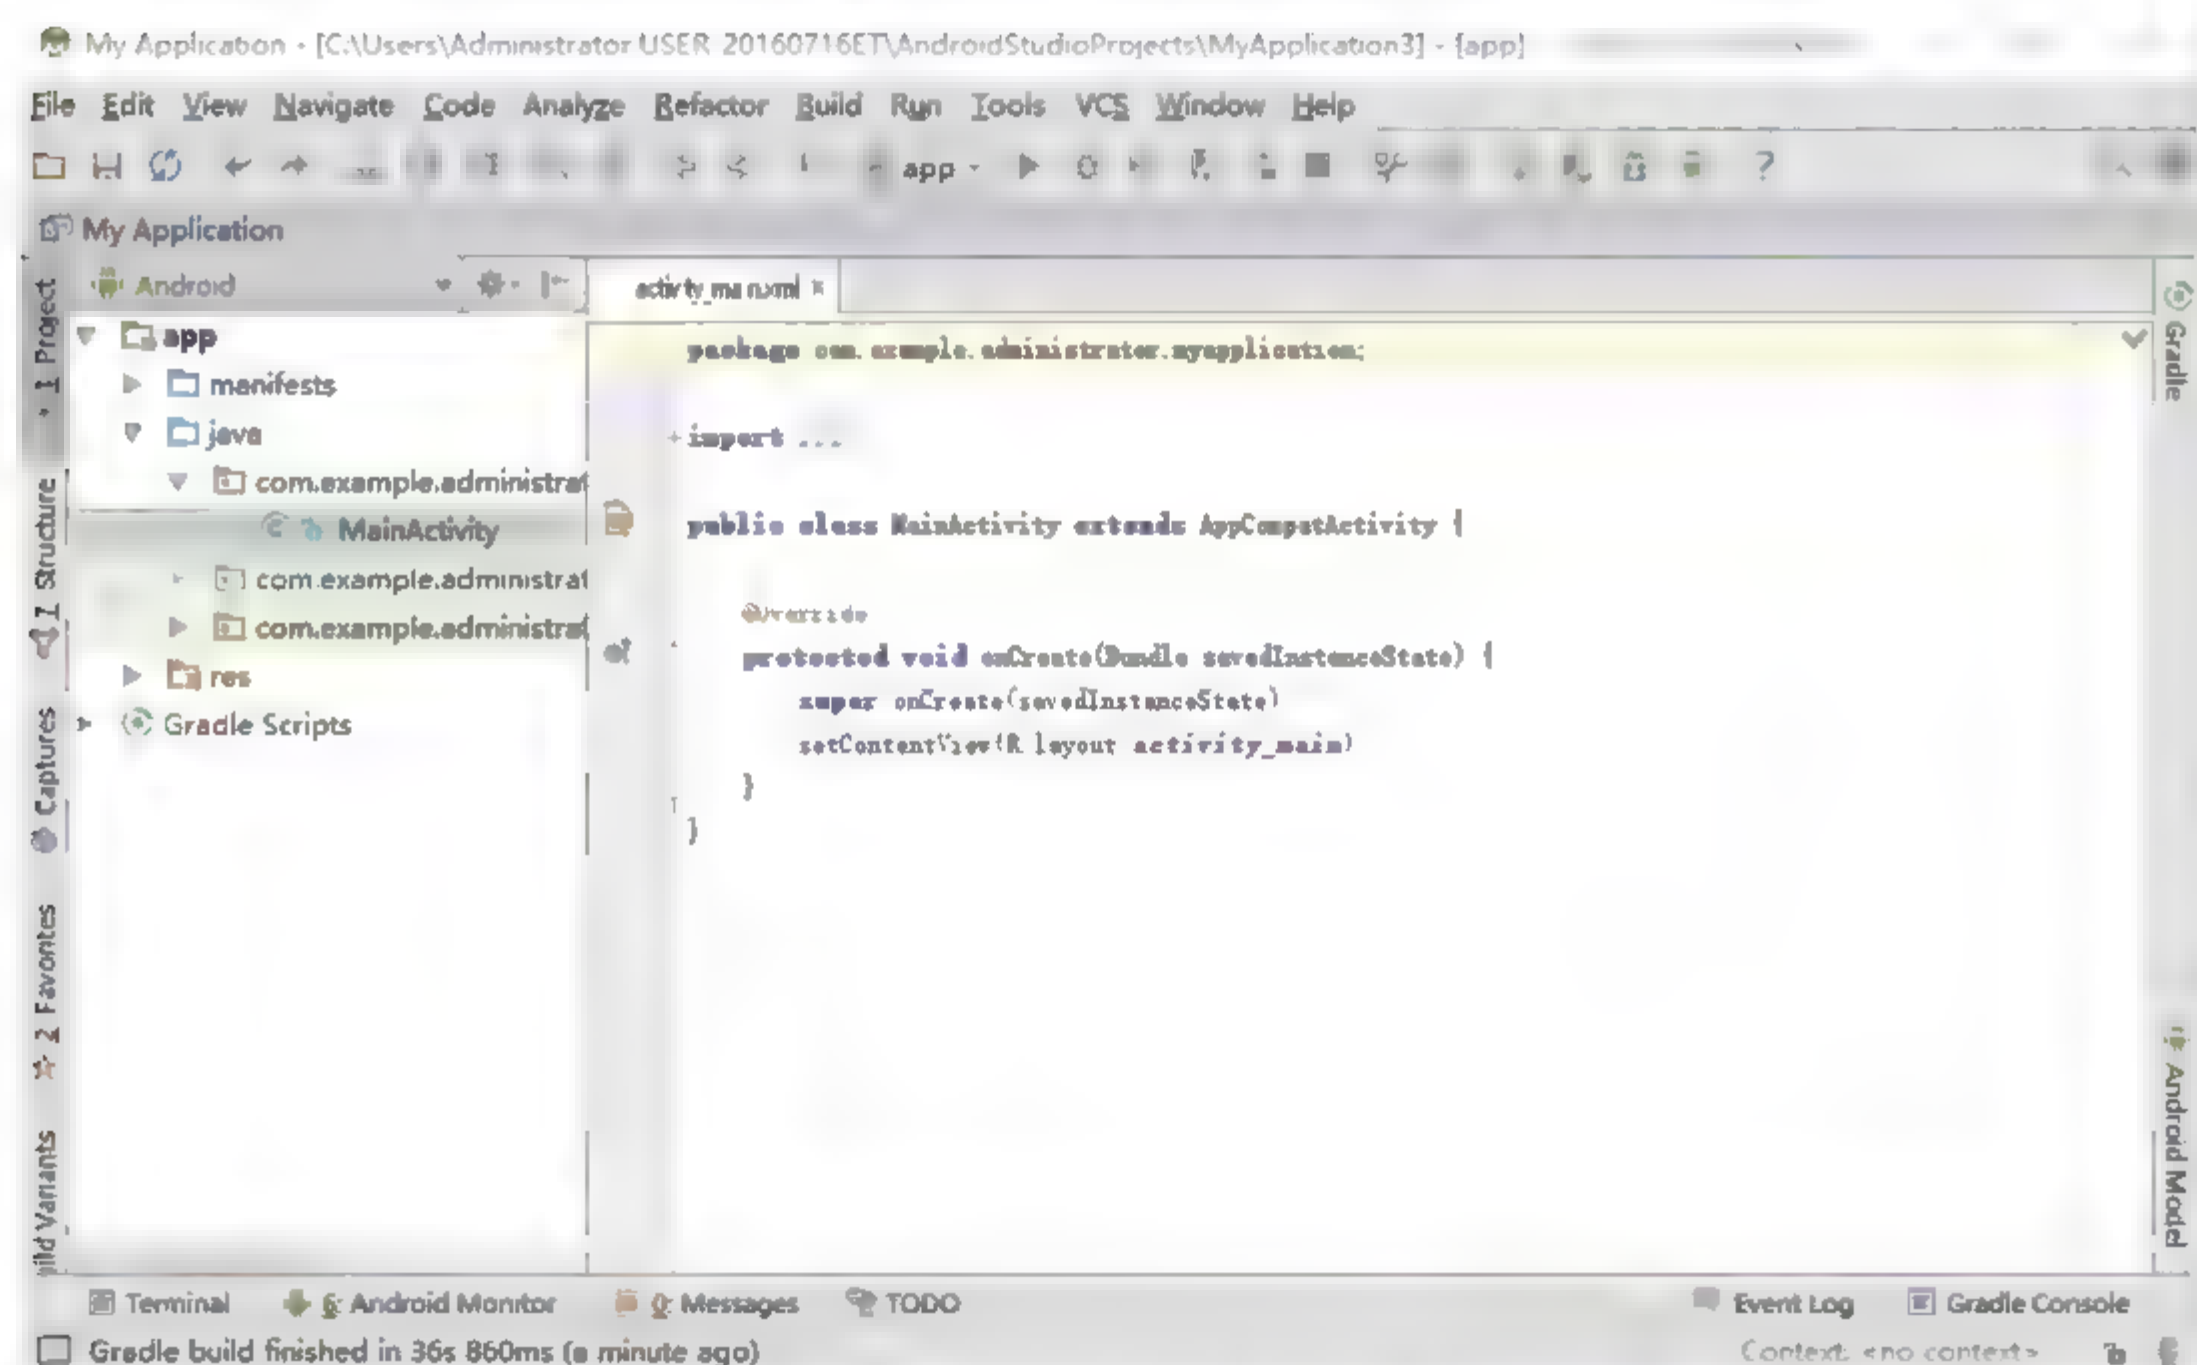 My Application - [C:\Users\Administrator.USER-20160716ET\AndroidStudioProjects\MyApplication3] - [app]
File Edit View Navigate Code Analyze Refactor Build Run Tools VCS Window Help
app
?
My Application
Android
activity_main.xml ×
1: Project
app
manifests
java
com.example.administrat
MainActivity
com.example.administrat
com.example.administrat
res
Gradle Scripts
7: Structure
Captures
2: Favorites
Build Variants
package com.example.administrator.myapplication;
import ...
public class MainActivity extends AppCompatActivity {
@Override
protected void onCreate(Bundle savedInstanceState) {
super.onCreate(savedInstanceState)
setContentView(R.layout.activity_main)
}
}
Gradle
Android Model
Terminal 6: Android Monitor 0: Messages TODO Event Log Gradle Console
Gradle build finished in 36s 860ms (a minute ago) Context: <no context>